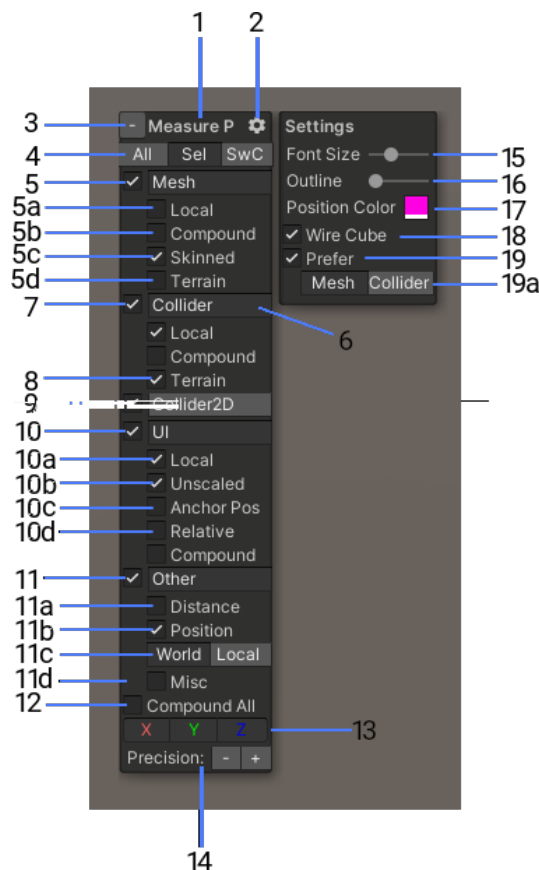 1 2
3 - Measure P
4 All Sel SwC
5 Mesh
5a Local
5b Compound
5c Skinned
5d Terrain
7 Collider
6
Local
Compound
8 Terrain
9 Collider2D
10 UI
10a Local
10b Unscaled
10c Anchor Pos
10d Relative
Compound
11 Other
11a Distance
11b Position
11c World Local
11d Misc
12 Compound All
X Y Z 13
Precision: - +
14
Settings
Font Size 15
Outline 16
Position Color 17
Wire Cube 18
Prefer 19
Mesh Collider 19a